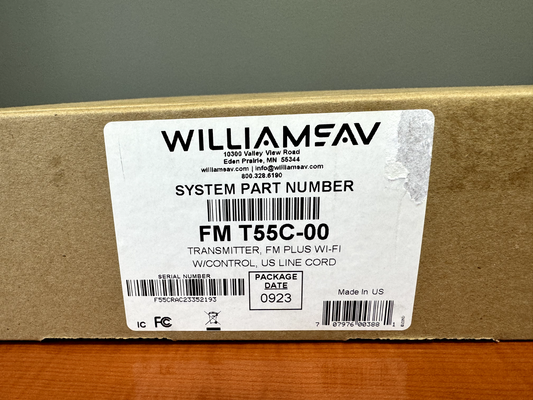 WILLIAMSAV
10300 Valley View Road
Eden Prairie, MN 55344
williamsav.com | info@williamsav.com
800.328.6190
SYSTEM PART NUMBER
FM T55C-00
TRANSMITTER, FM PLUS WI-FI
W/CONTROL, US LINE CORD
SERIAL NUMBER
F55CRAC23352193
PACKAGE
DATE
0923
Made In US
IC FC
7 07976 00388 1